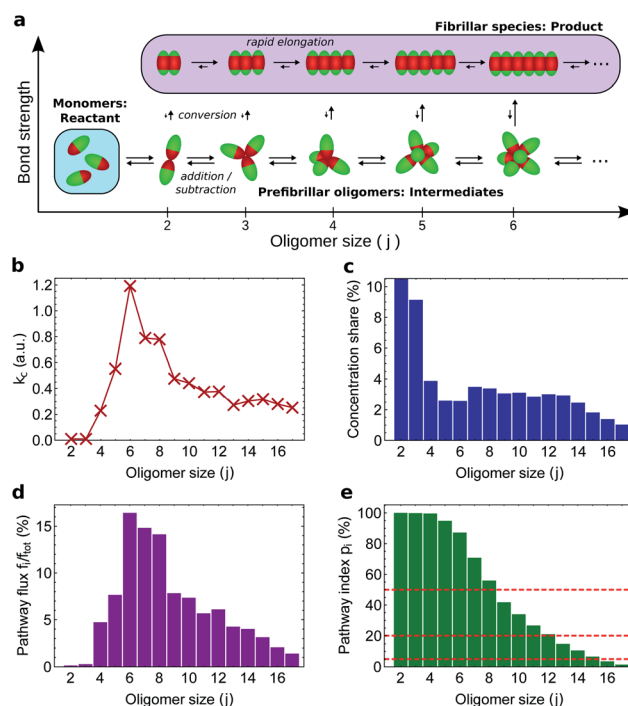 a
Fibrillar species: Product
rapid elongation
...
Bond strength
Monomers:
Reactant
conversion
addition /
subtraction
...
Prefibrillar oligomers: Intermediates
2
3
4
5
6
Oligomer size ( j )
b
k_c (a.u.)
1.2
1.0
0.8
0.6
0.4
0.2
0.0
2 4 6 8 10 12 14 16
Oligomer size (j)
c
Concentration share (%)
10
8
6
4
2
0
2 4 6 8 10 12 14 16
Oligomer size (j)
d
Pathway flux f_j/f_tot (%)
15
10
5
0
2 4 6 8 10 12 14 16
Oligomer size (j)
e
Pathway index p_i (%)
100
80
60
40
20
0
2 4 6 8 10 12 14 16
Oligomer size (j)